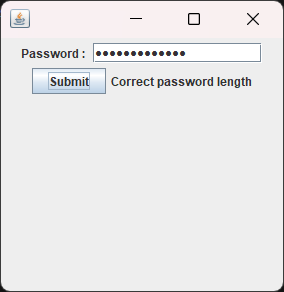 Password : •••••••••••••
Submit Correct password length